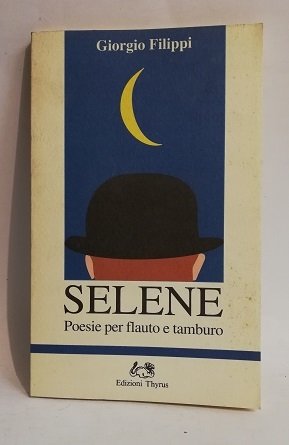 Giorgio Filippi
SELENE
Poesie per flauto e tamburo
Edizioni Thyrus